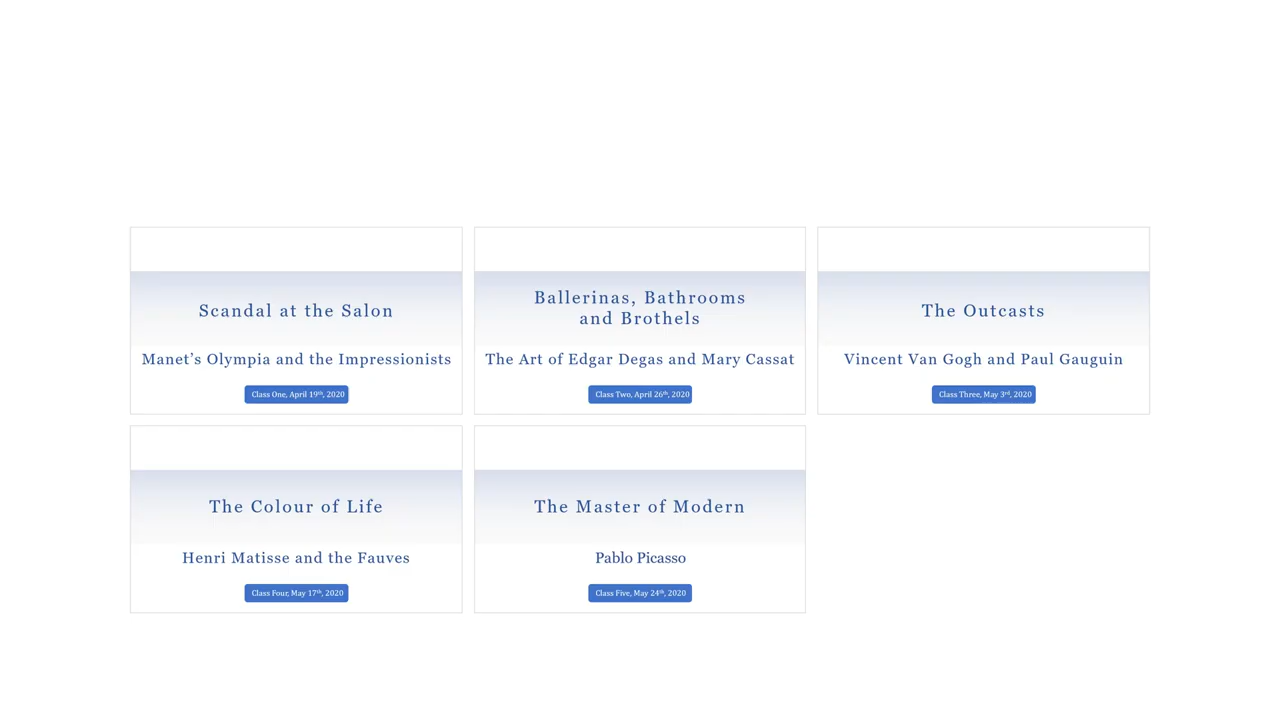 Scandal at the Salon
Manet’s Olympia and the Impressionists
Class One, April 19th, 2020
Ballerinas, Bathrooms
and Brothels
The Art of Edgar Degas and Mary Cassat
Class Two, April 26th, 2020
The Outcasts
Vincent Van Gogh and Paul Gauguin
Class Three, May 3rd, 2020
The Colour of Life
Henri Matisse and the Fauves
Class Four, May 17th, 2020
The Master of Modern
Pablo Picasso
Class Five, May 24th, 2020